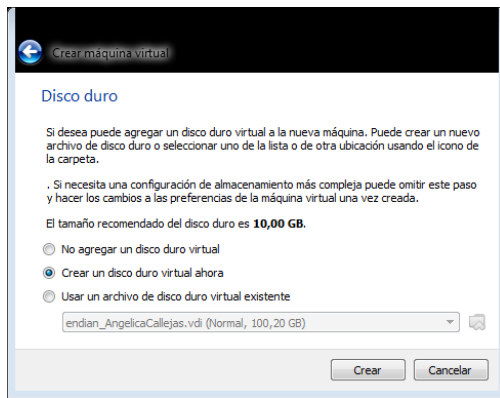 Crear máquina virtual
Disco duro
Si desea puede agregar un disco duro virtual a la nueva máquina. Puede crear un nuevo
archivo de disco duro o seleccionar uno de la lista o de otra ubicación usando el icono de
la carpeta.
. Si necesita una configuración de almacenamiento más compleja puede omitir este paso
y hacer los cambios a las preferencias de la máquina virtual una vez creada.
El tamaño recomendado del disco duro es 10,00 GB.
No agregar un disco duro virtual
Crear un disco duro virtual ahora
Usar un archivo de disco duro virtual existente
endian_AngelicaCallejas.vdi (Normal, 100,20 GB)
Crear Cancelar